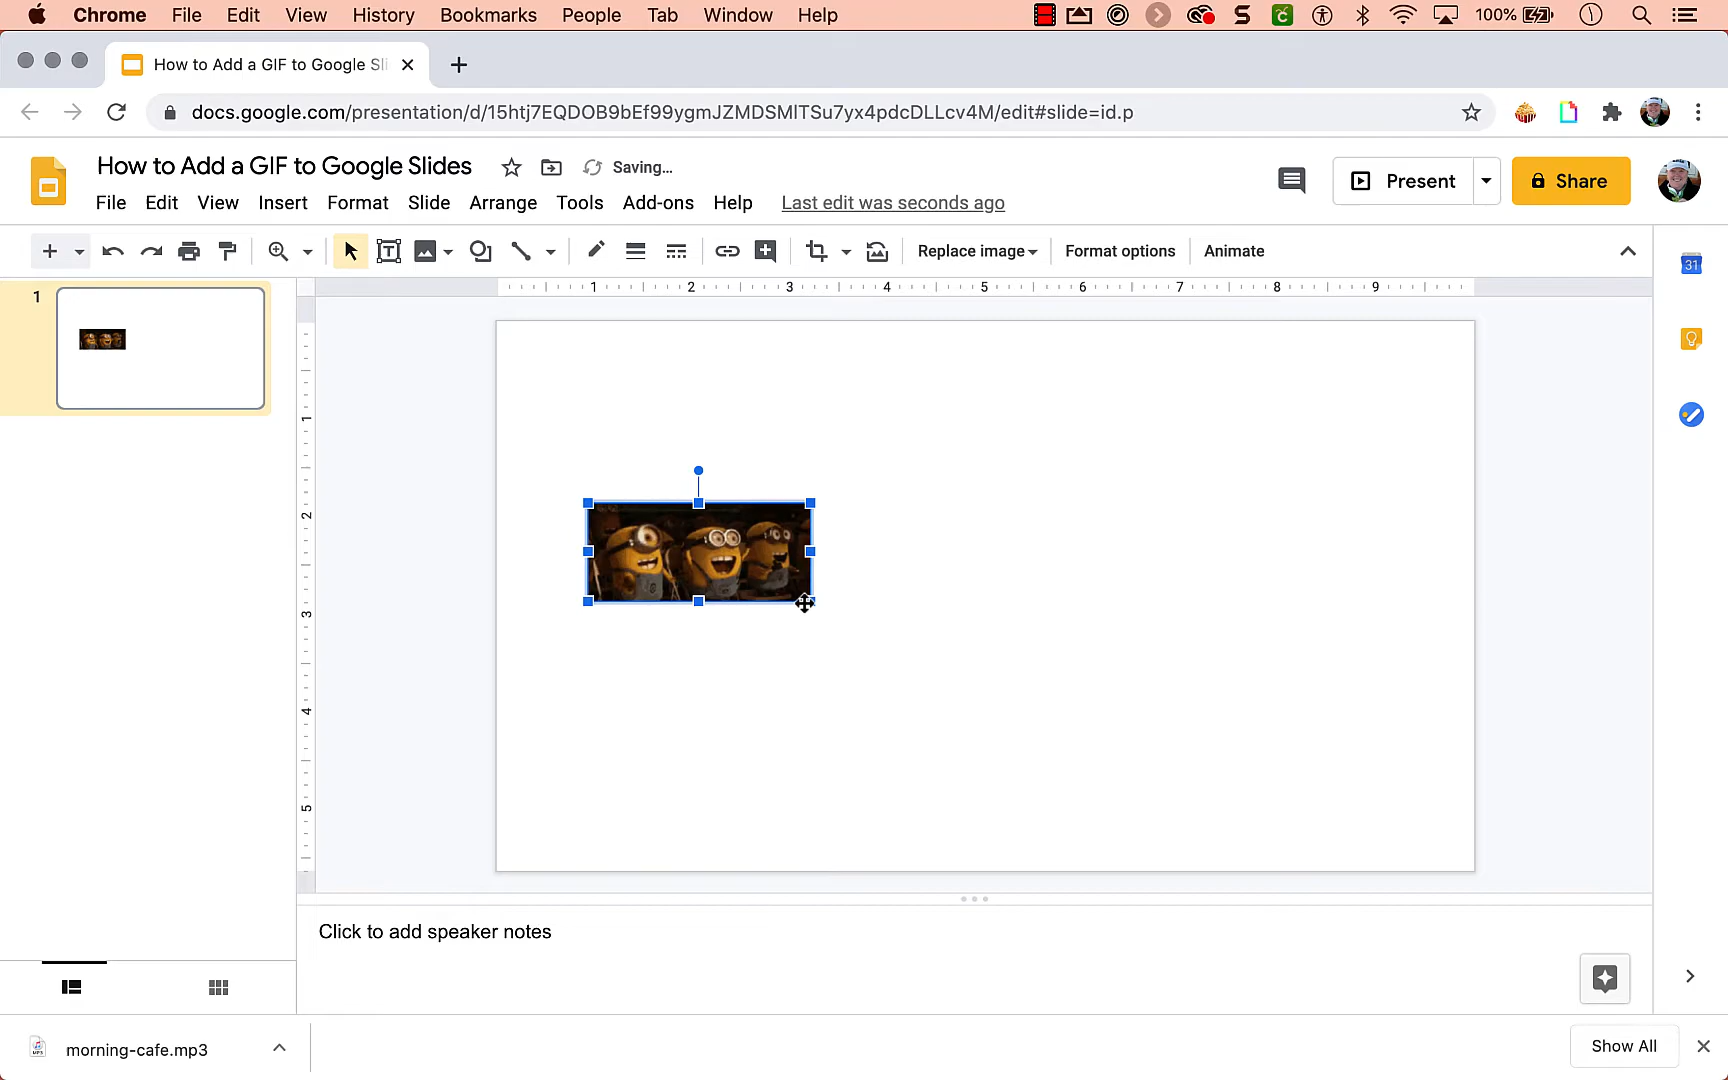 Chrome File Edit View History Bookmarks People Tab Window Help 100%
How to Add a GIF to Google Sli
docs.google.com/presentation/d/15htj7EQDOB9bEf99ygmJZMDSMlTSu7yx4pdcDLLcv4M/edit#slide=id.p
How to Add a GIF to Google Slides Saving...
Present Share
File Edit View Insert Format Slide Arrange Tools Add-ons Help Last edit was seconds ago
Replace image Format options Animate
31
1 2 3 4 5 6 7 8 9
1
1
2
3
4
5
Click to add speaker notes
MP3 morning-cafe.mp3 Show All